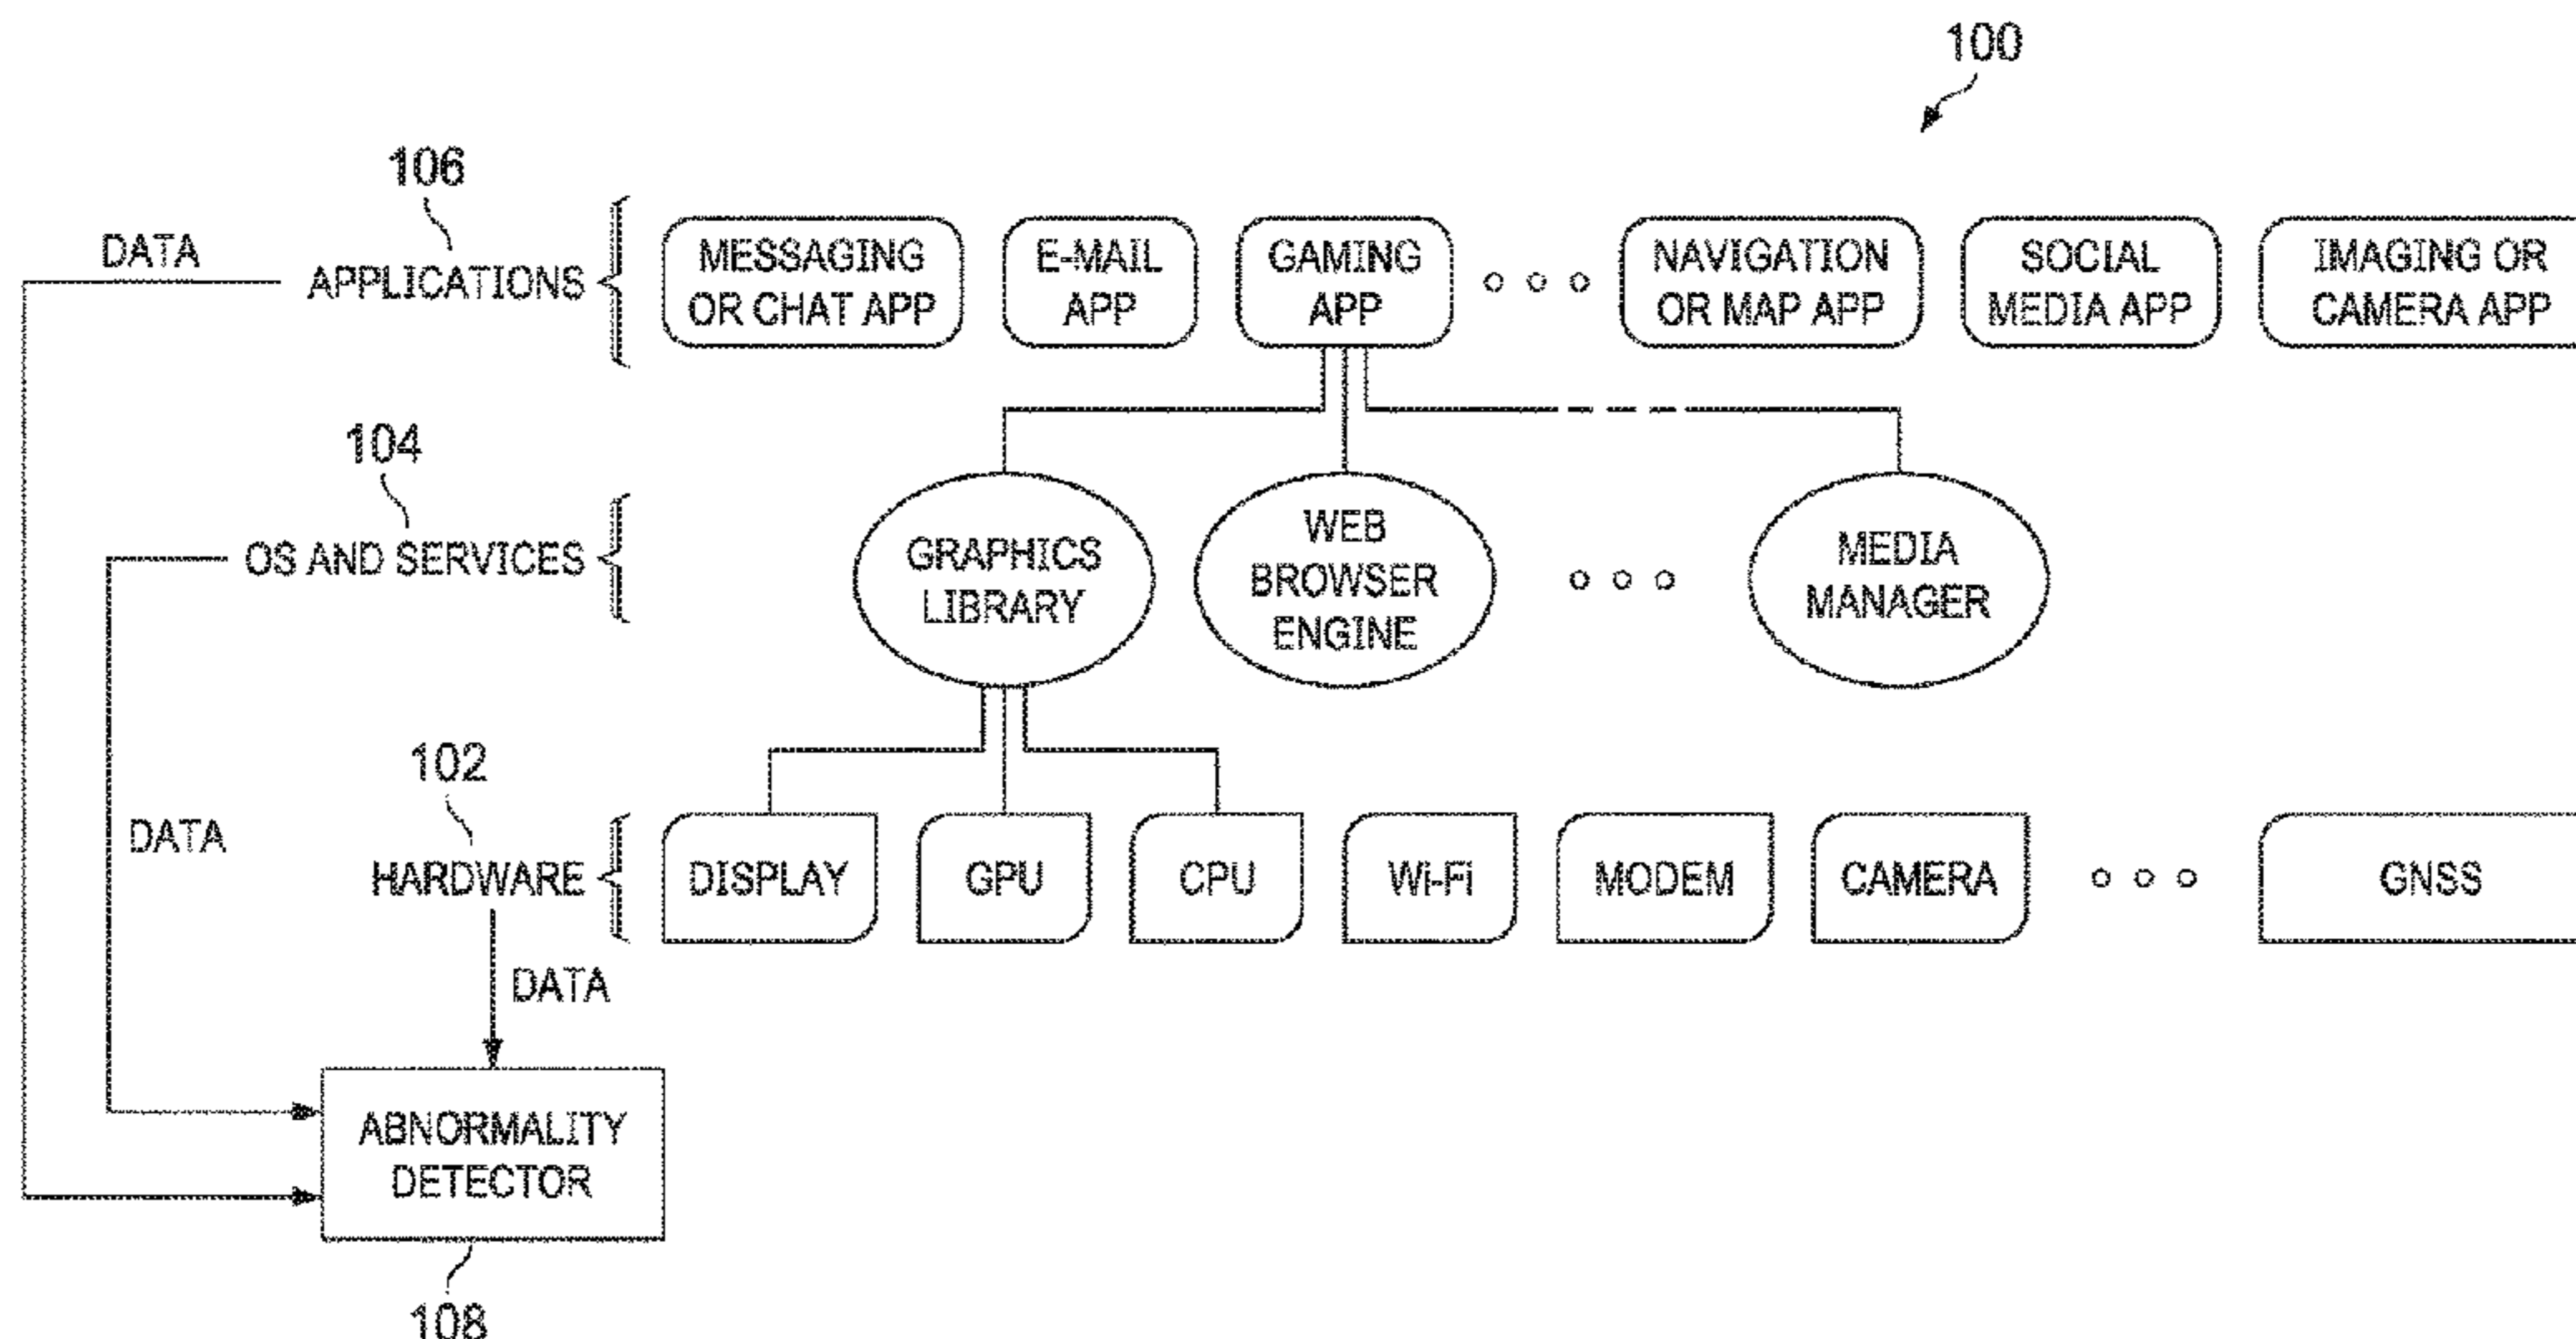 100
106
DATA
APPLICATIONS
MESSAGING
OR CHAT APP
E-MAIL
APP
GAMING
APP
NAVIGATION
OR MAP APP
SOCIAL
MEDIA APP
IMAGING OR
CAMERA APP
104
OS AND SERVICES
GRAPHICS
LIBRARY
WEB
BROWSER
ENGINE
MEDIA
MANAGER
102
DATA
HARDWARE
DISPLAY
GPU
CPU
Wi-Fi
MODEM
CAMERA
GNSS
DATA
ABNORMALITY
DETECTOR
108